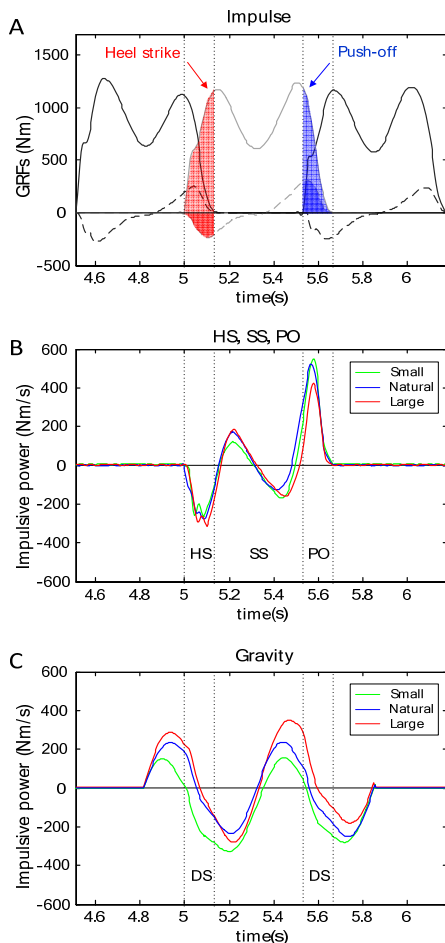 A
Impulse
Heel strike
Push-off
GRFs (Nm)
1500
1000
500
0
-500
4.6 4.8 5 5.2 5.4 5.6 5.8 6
time(s)
B
HS, SS, PO
Impulsive power (Nm/s)
600
400
200
0
-200
-400
-600
Small
Natural
Large
HS SS PO
4.6 4.8 5 5.2 5.4 5.6 5.8 6
time(s)
C
Gravity
Impulsive power (Nm/s)
600
400
200
0
-200
-400
-600
Small
Natural
Large
DS DS
4.6 4.8 5 5.2 5.4 5.6 5.8 6
time(s)